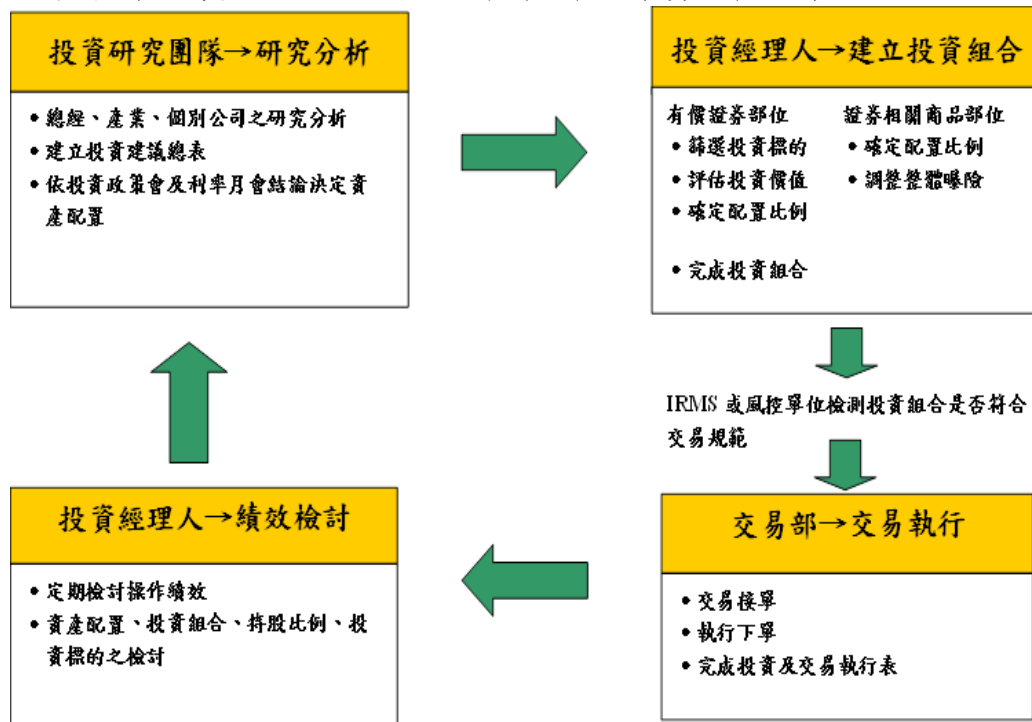 投資研究團隊→研究分析
• 總經、產業、個別公司之研究分析
• 建立投資建議總表
• 依投資政策會及利率月會結論決定資
產配置
投資經理人→建立投資組合
有價證券部位
• 篩選投資標的
• 評估投資價值
• 確定配置比例
• 完成投資組合
證券相關商品部位
• 確定配置比例
• 調整整體曝險
IRMS 或風控單位檢測投資組合是否符合
交易規範
交易部→交易執行
• 交易接單
• 執行下單
• 完成投資及交易執行表
投資經理人→績效檢討
• 定期檢討操作績效
• 資產配置、投資組合、持股比例、投
資標的之檢討